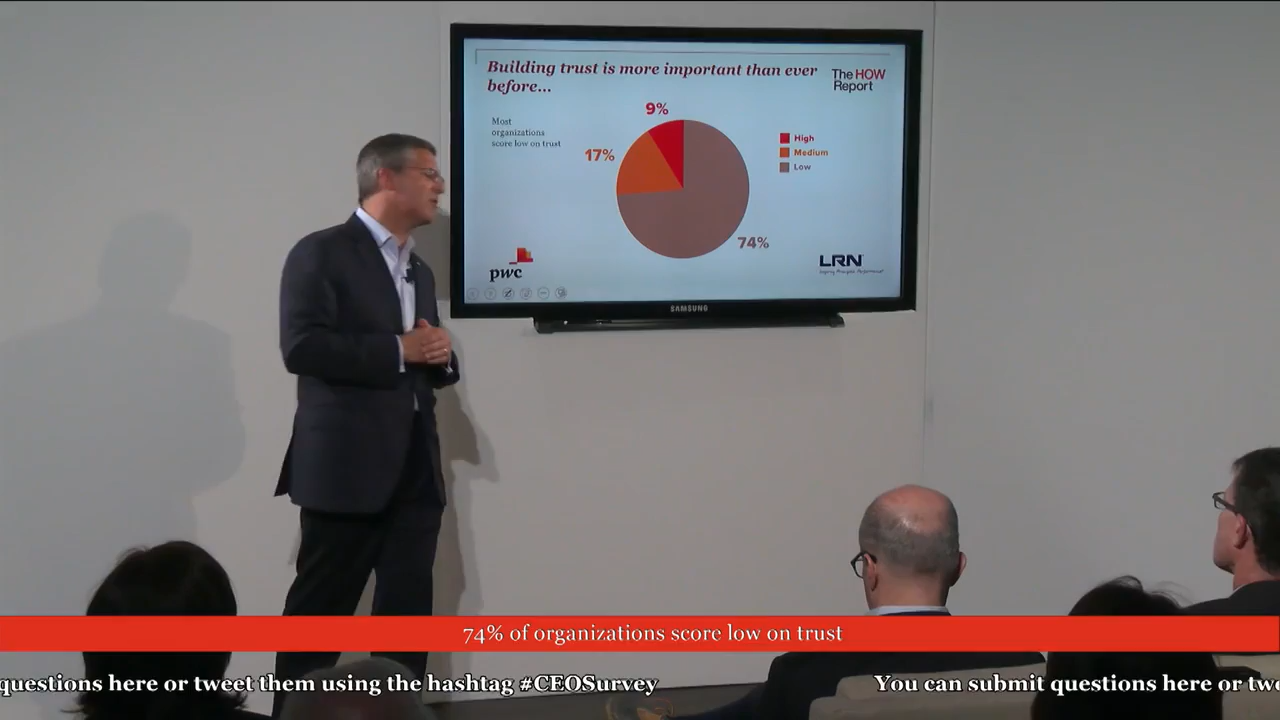 Building trust is more important than ever
before...
The HOW
Report
Most
organizations
score low on trust
9%
17%
74%
High
Medium
Low
pwc
LRN
SAMSUNG
74% of organizations score low on trust
questions here or tweet them using the hashtag #CEOSurvey
You can submit questions here or twe